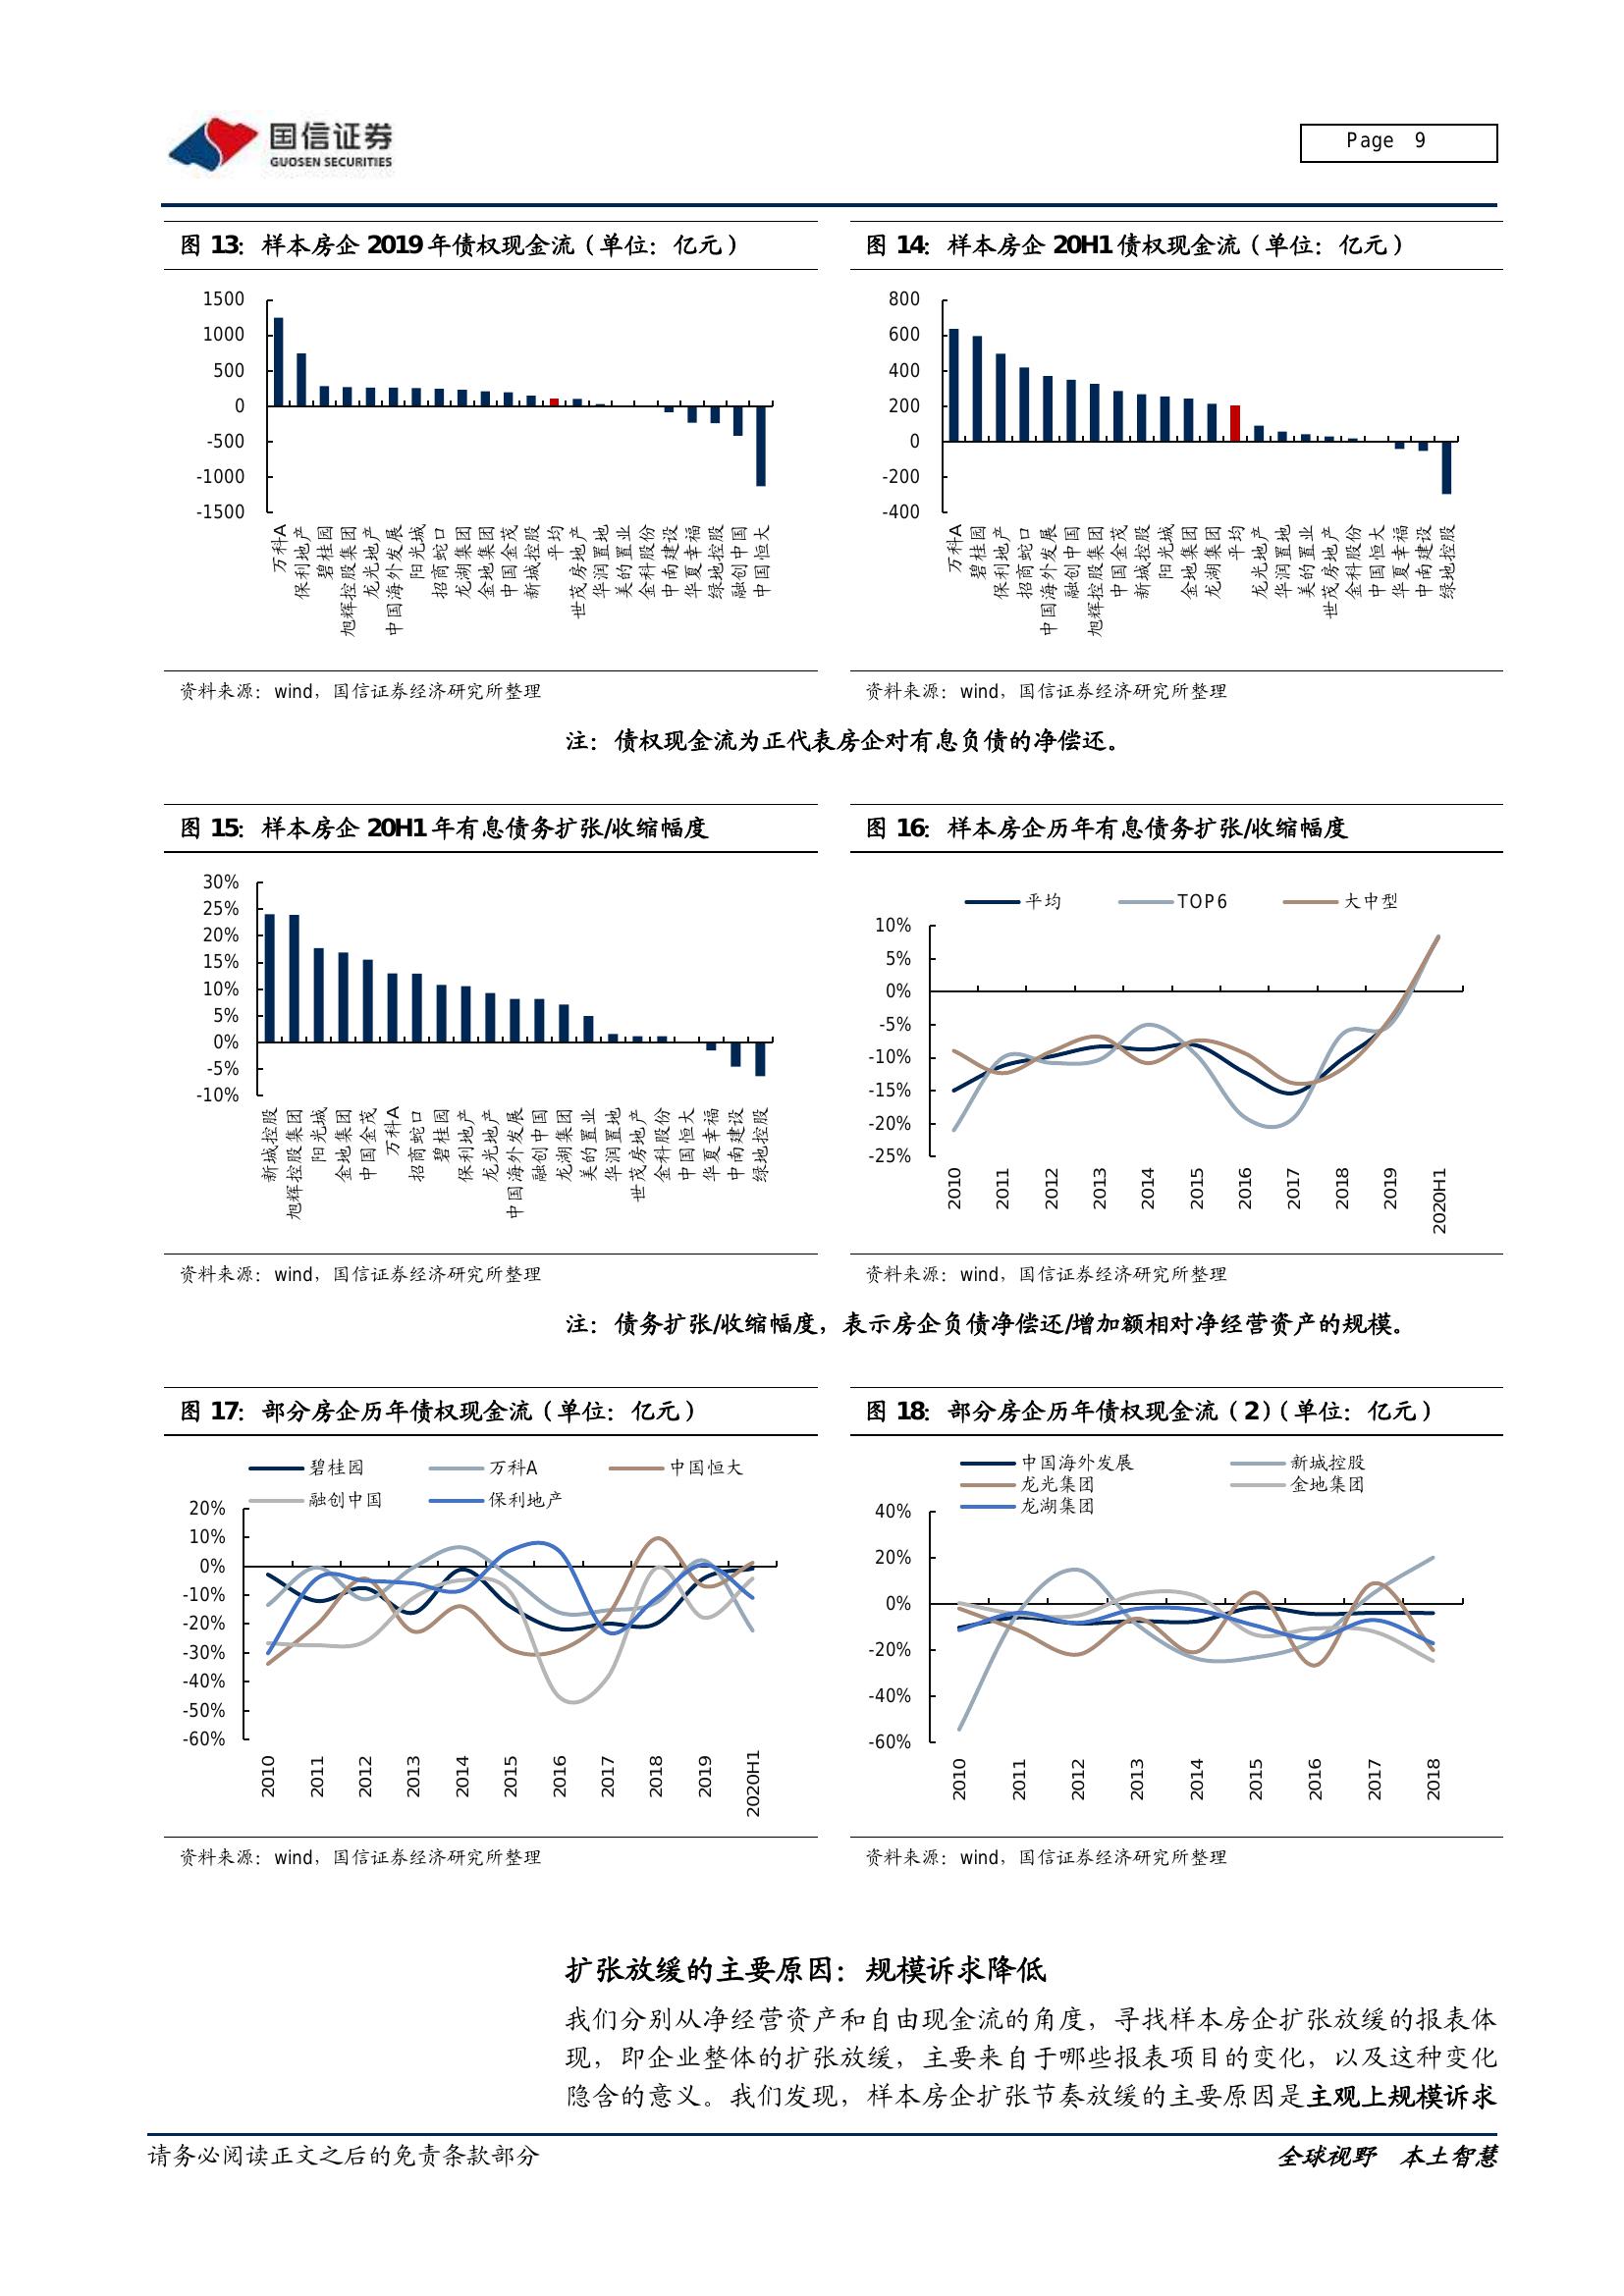 国信证券
GUOSEN SECURITIES
Page 9
图 13：样本房企 2019 年债权现金流（单位：亿元）
1500
1000
500
0
-500
-1000
-1500
万科A
保利地产
碧桂园
旭辉控股集团
龙光地产
中国海外发展
阳光城
招商蛇口
龙湖集团
金地集团
中国金茂
新城控股
平均
世茂房地产
华润置地
美的置业
金科股份
中南建设
华夏幸福
绿地控股
融创中国
中国恒大
资料来源：wind，国信证券经济研究所整理
图 14：样本房企 20H1 债权现金流（单位：亿元）
800
600
400
200
0
-200
-400
万科A
碧桂园
保利地产
招商蛇口
中国海外发展
融创中国
旭辉控股集团
中国金茂
新城控股
阳光城
金地集团
龙湖集团
平均
龙光地产
华润置地
美的置业
世茂房地产
金科股份
中国恒大
华夏幸福
中南建设
绿地控股
资料来源：wind，国信证券经济研究所整理
注：债权现金流为正代表房企对有息负债的净偿还。
图 15：样本房企 20H1 年有息债务扩张/收缩幅度
30%
25%
20%
15%
10%
5%
0%
-5%
-10%
新城控股
旭辉控股集团
阳光城
金地集团
中国金茂
万科A
招商蛇口
碧桂园
保利地产
龙光地产
中国海外发展
融创中国
龙湖集团
美的置业
华润置地
世茂房地产
金科股份
中国恒大
华夏幸福
中南建设
绿地控股
资料来源：wind，国信证券经济研究所整理
图 16：样本房企历年有息债务扩张/收缩幅度
平均 TOP6 大中型
10%
5%
0%
-5%
-10%
-15%
-20%
-25%
2010
2011
2012
2013
2014
2015
2016
2017
2018
2019
2020H1
资料来源：wind，国信证券经济研究所整理
注：债务扩张/收缩幅度，表示房企负债净偿还/增加额相对净经营资产的规模。
图 17：部分房企历年债权现金流（单位：亿元）
碧桂园 万科A 中国恒大
融创中国 保利地产
20%
10%
0%
-10%
-20%
-30%
-40%
-50%
-60%
2010
2011
2012
2013
2014
2015
2016
2017
2018
2019
2020H1
资料来源：wind，国信证券经济研究所整理
图 18：部分房企历年债权现金流（2）（单位：亿元）
中国海外发展 新城控股
龙光集团 金地集团
龙湖集团
40%
20%
0%
-20%
-40%
-60%
2010
2011
2012
2013
2014
2015
2016
2017
2018
资料来源：wind，国信证券经济研究所整理
扩张放缓的主要原因：规模诉求降低
我们分别从净经营资产和自由现金流的角度，寻找样本房企扩张放缓的报表体
现，即企业整体的扩张放缓，主要来自于哪些报表项目的变化，以及这种变化
隐含的意义。我们发现，样本房企扩张节奏放缓的主要原因是主观上规模诉求
请务必阅读正文之后的免责条款部分
全球视野 本土智慧